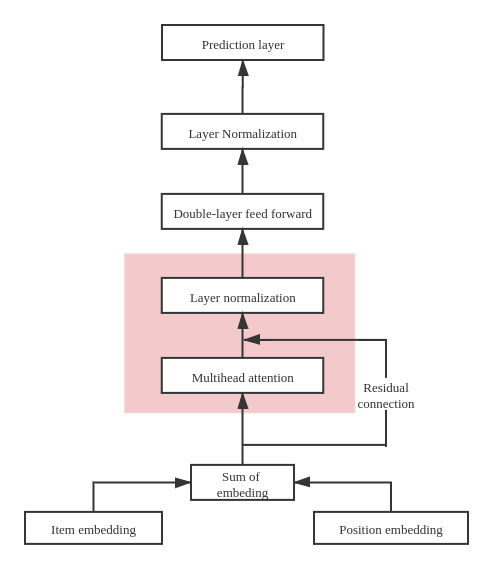 Prediction layer
Layer Normalization
Double-layer feed forward
Layer normalization
Multihead attention
Residual
connection
Sum of
embeding
Item embedding
Position embedding